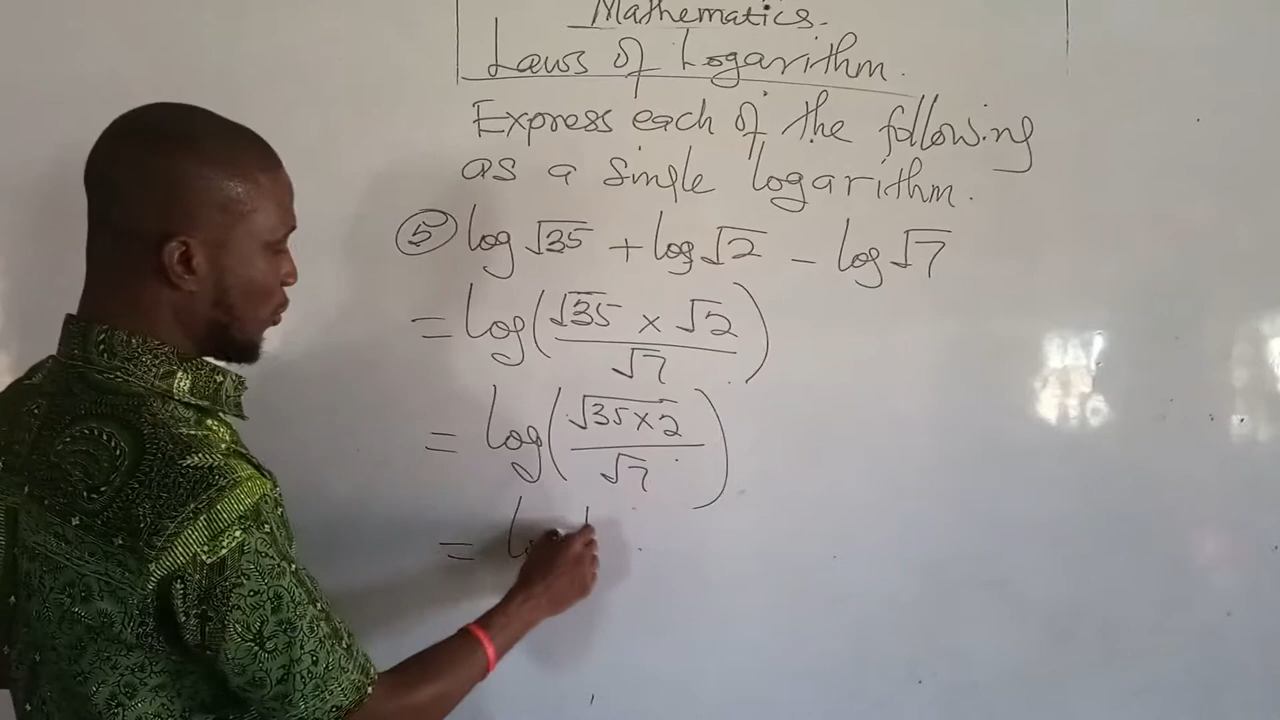 Mathematics.
Laws of Logarithm.
Express each of the following
as a single logarithm.
⑤ log √35 + log √2 - log √7
= log(√35 × √2 / √7)
= log(√35×2 / √7)
= lo